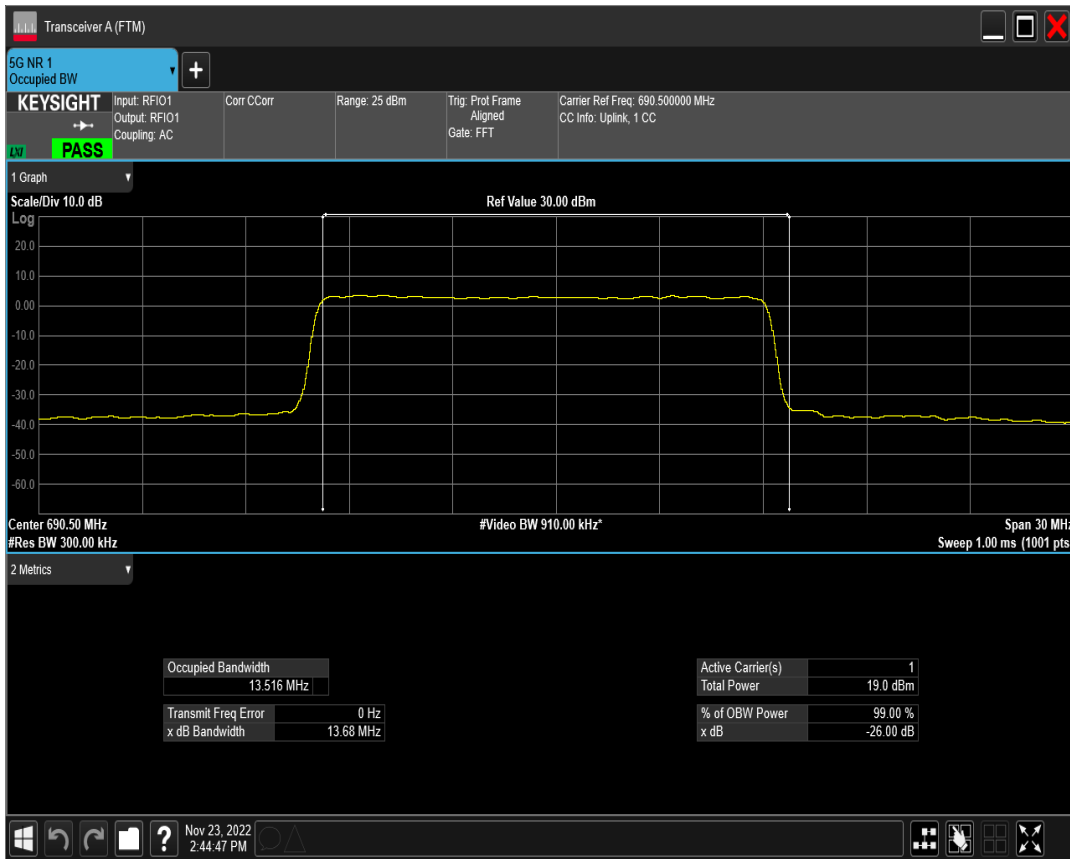 Transceiver A (FTM)
5G NR 1
Occupied BW
+
KEYSIGHT
LXI
PASS
Input: RFIO1
Output: RFIO1
Coupling: AC
Corr CCorr
Range: 25 dBm
Trig: Prot Frame
Aligned
Gate: FFT
Carrier Ref Freq: 690.500000 MHz
CC Info: Uplink, 1 CC
1 Graph
Scale/Div 10.0 dB
Ref Value 30.00 dBm
Log
20.0
10.0
0.00
-10.0
-20.0
-30.0
-40.0
-50.0
-60.0
Center 690.50 MHz
#Video BW 910.00 kHz*
Span 30 MHz
#Res BW 300.00 kHz
Sweep 1.00 ms (1001 pts
2 Metrics
Occupied Bandwidth
13.516 MHz
Transmit Freq Error 0 Hz
x dB Bandwidth 13.68 MHz
Active Carrier(s) 1
Total Power 19.0 dBm
% of OBW Power 99.00 %
x dB -26.00 dB
?
Nov 23, 2022
2:44:47 PM